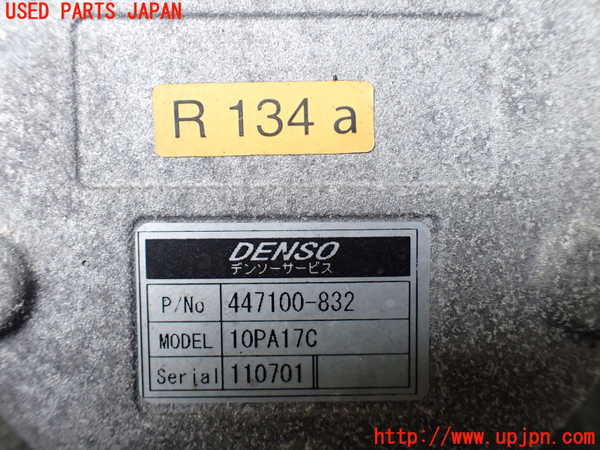 USED PARTS JAPAN
R 134 a
DENSO
デンソーサービス
P/No 447100-832
MODEL 10PA17C
Serial 110701
http://www.upjpn.com/